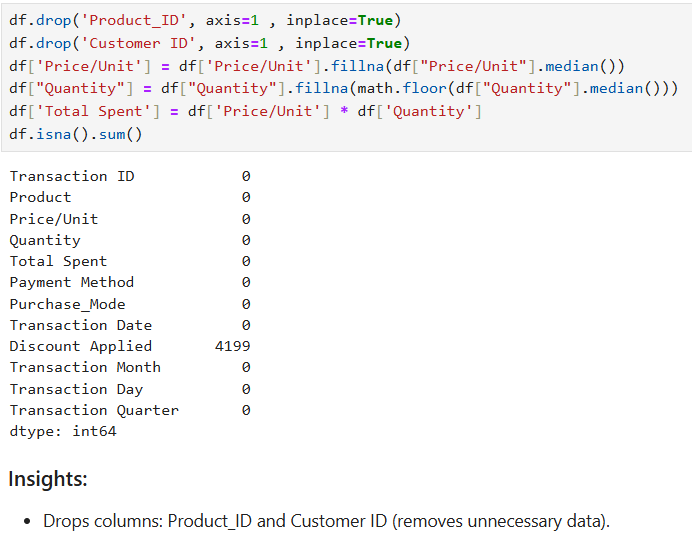 df.drop('Product_ID', axis=1 , inplace=True)
df.drop('Customer ID', axis=1 , inplace=True)
df['Price/Unit'] = df['Price/Unit'].fillna(df["Price/Unit"].median())
df["Quantity"] = df["Quantity"].fillna(math.floor(df["Quantity"].median()))
df['Total Spent'] = df['Price/Unit'] * df['Quantity']
df.isna().sum()
Transaction ID 0
Product 0
Price/Unit 0
Quantity 0
Total Spent 0
Payment Method 0
Purchase_Mode 0
Transaction Date 0
Discount Applied 4199
Transaction Month 0
Transaction Day 0
Transaction Quarter 0
dtype: int64
Insights:
• Drops columns: Product_ID and Customer ID (removes unnecessary data).